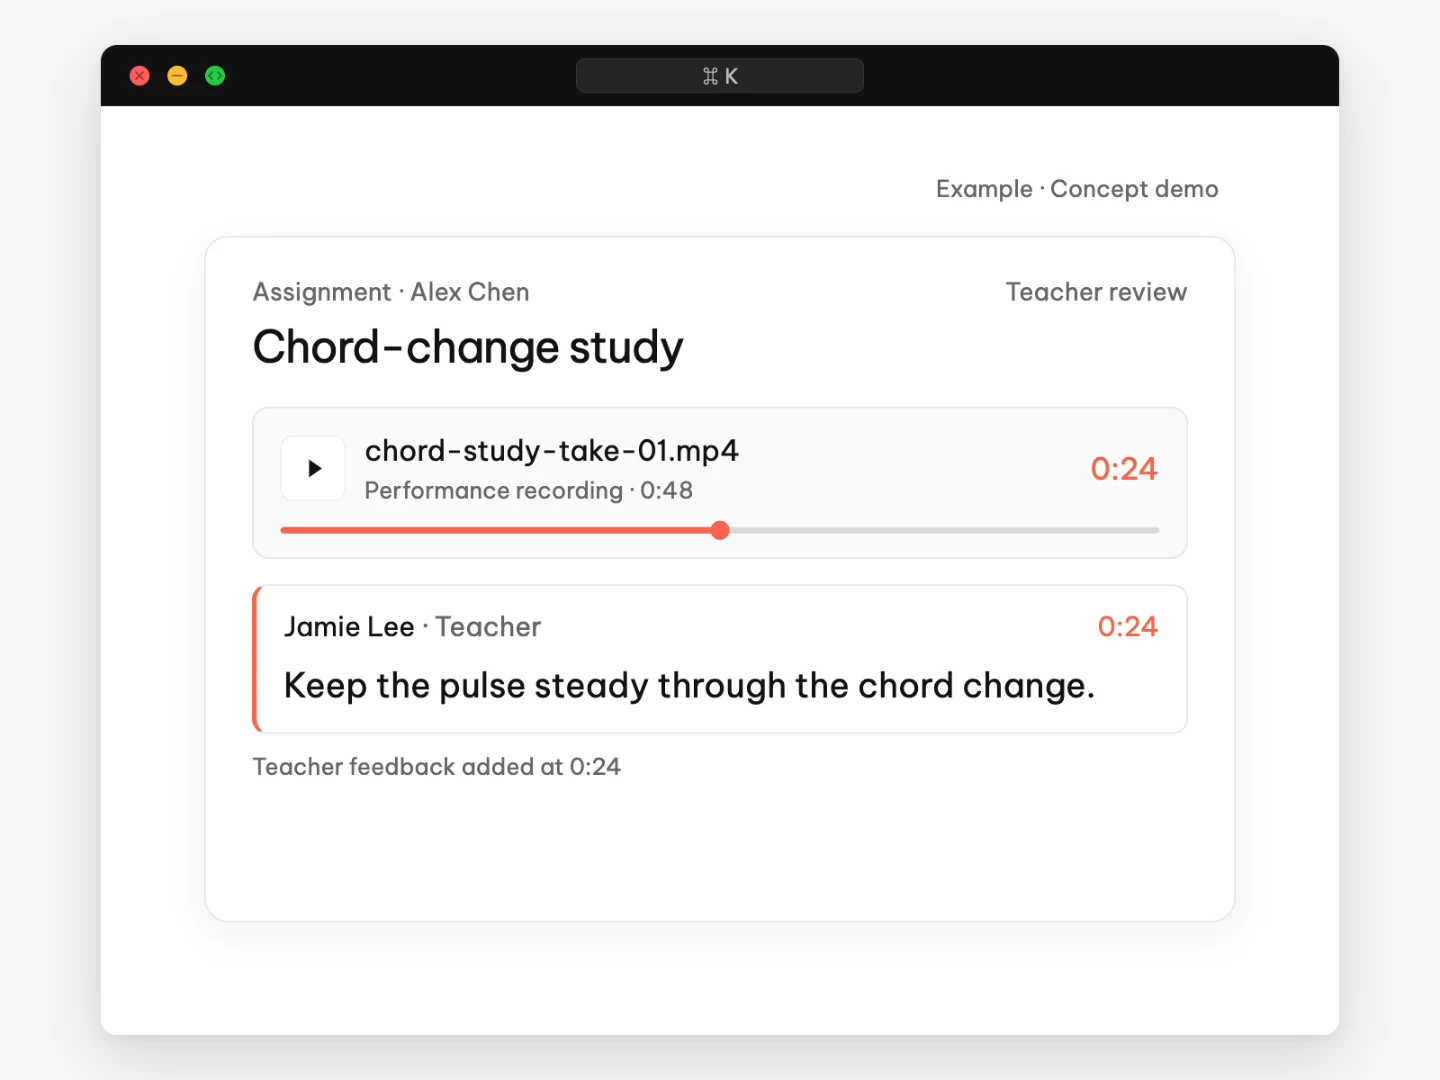 ⌘ K
Example · Concept demo
Assignment · Alex Chen
Teacher review
Chord-change study
chord-study-take-01.mp4
Performance recording · 0:48
0:24
Jamie Lee · Teacher
0:24
Keep the pulse steady through the chord change.
Teacher feedback added at 0:24